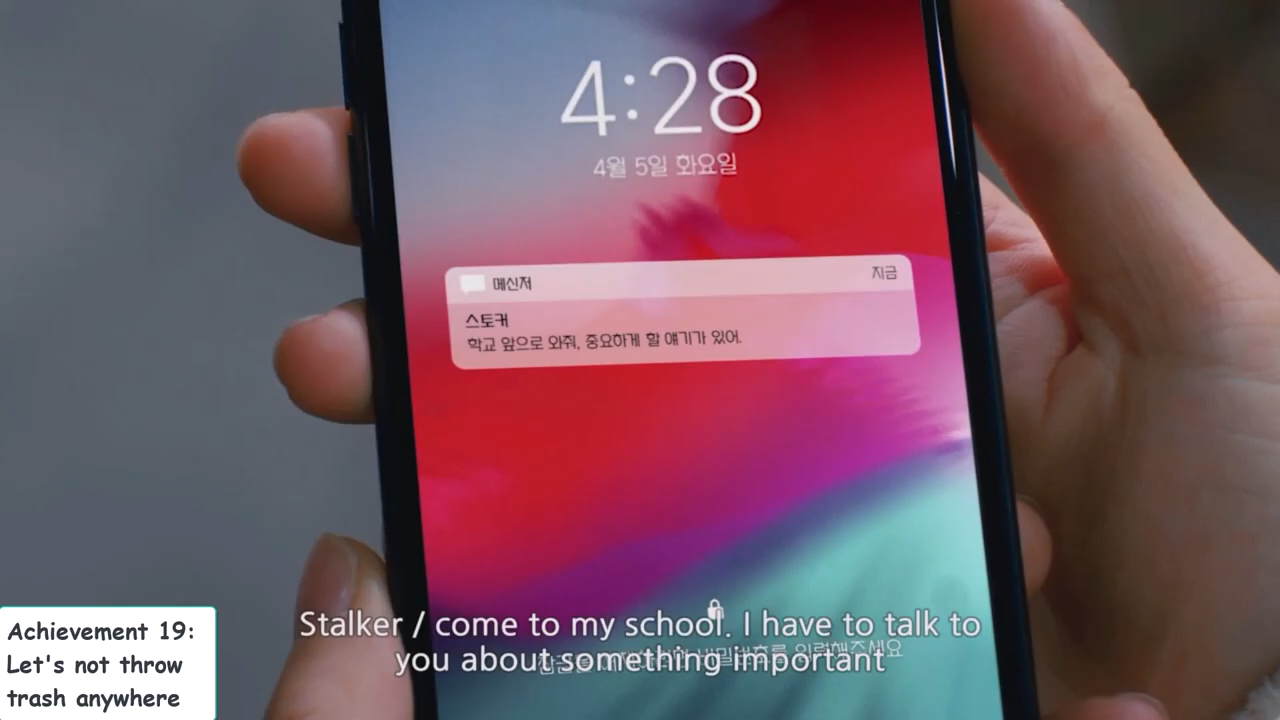 4:28
4월 5일 화요일
메신저 지금
스토커
학교 앞으로 와줘, 중요하게 할 얘기가 있어.
Stalker / come to my school. I have to talk to
you about something important
Achievement 19:
Let's not throw
trash anywhere